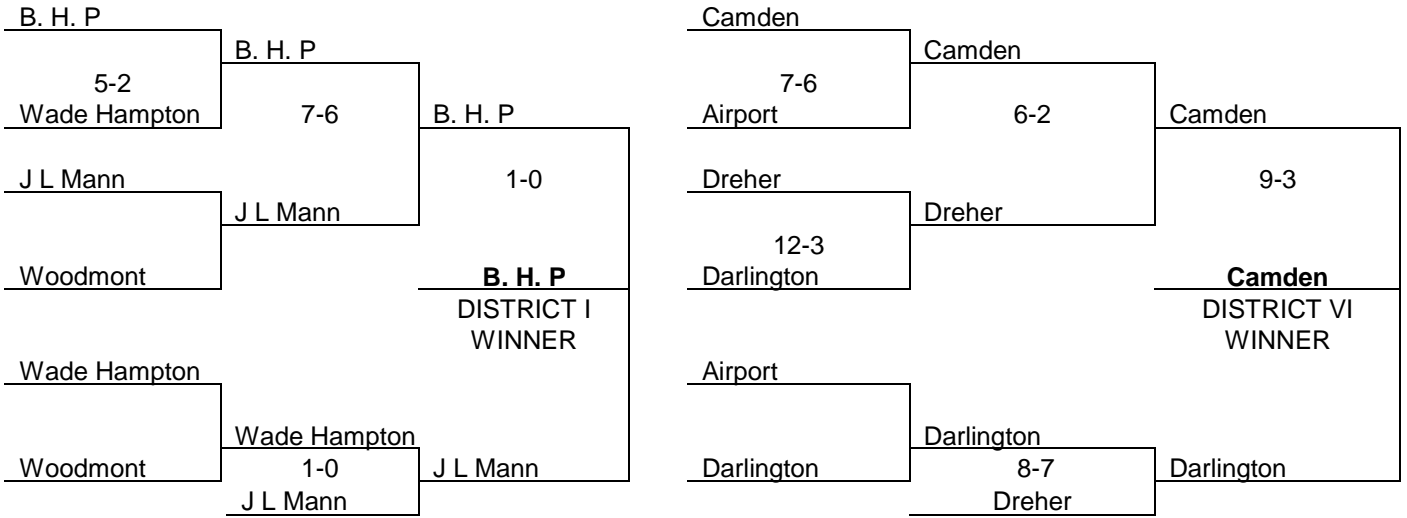 B. H. P
B. H. P
5-2
Wade Hampton
7-6
B. H. P
J L Mann
1-0
J L Mann
Woodmont
B. H. P
DISTRICT I
WINNER
Wade Hampton
Wade Hampton
Woodmont
1-0
J L Mann
J L Mann
Camden
Camden
7-6
Airport
6-2
Camden
Dreher
9-3
Dreher
12-3
Darlington
Camden
DISTRICT VI
WINNER
Airport
Darlington
Darlington
8-7
Darlington
Dreher